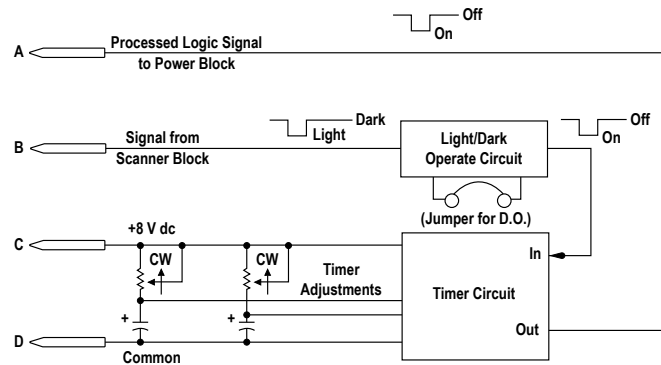 Off
On
A
Processed Logic Signal
to Power Block
Dark
Light
Off
On
B
Signal from
Scanner Block
Light/Dark
Operate Circuit
(Jumper for D.O.)
C
+8 V dc
CW
CW
Timer
Adjustments
In
Timer Circuit
Out
+
+
D
Common